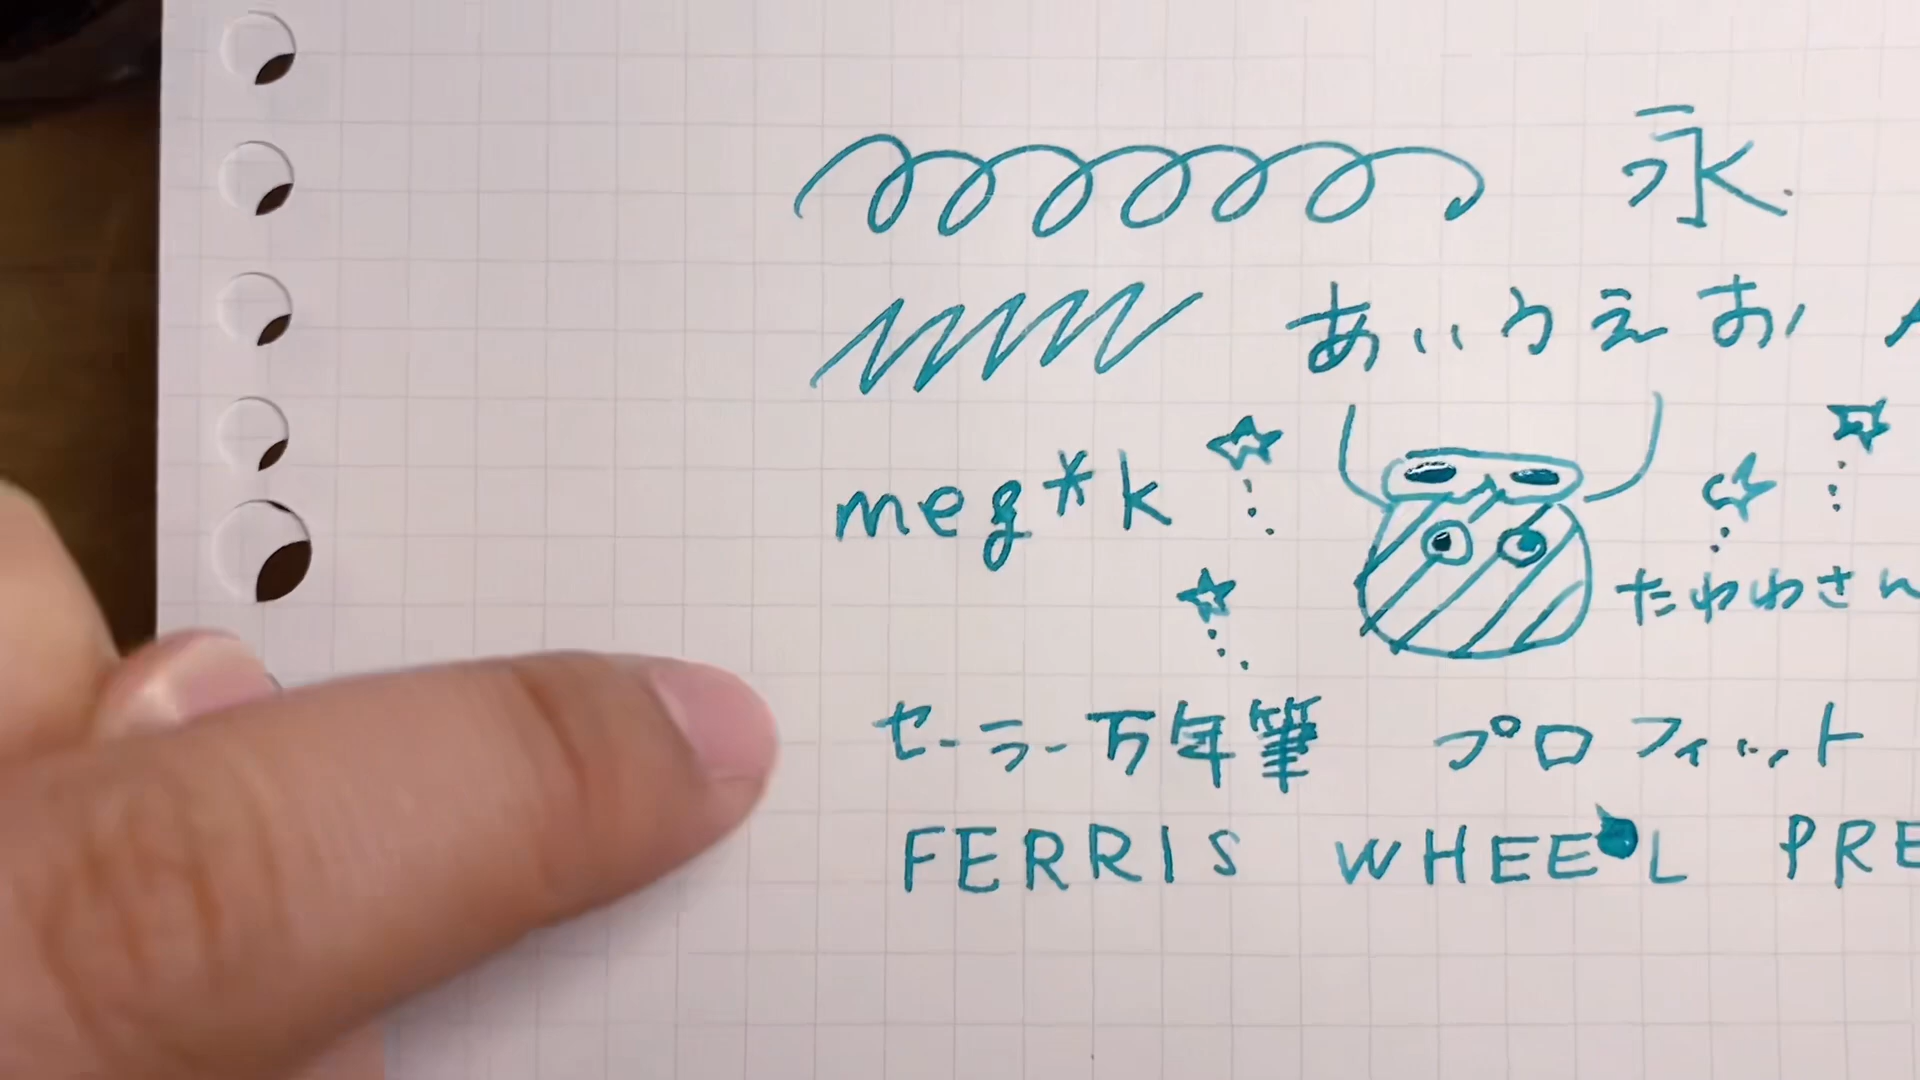 永
あいうえお
meg*k
たわわさん
セーラー万年筆 プロフィット
FERRIS WHEEL PRE